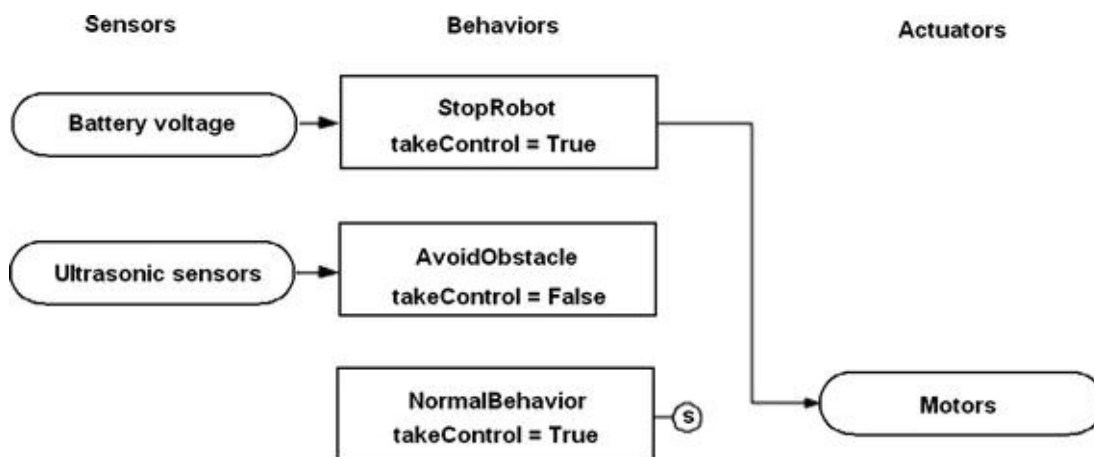 Sensors
Behaviors
Actuators
Battery voltage
StopRobot
takeControl = True
Ultrasonic sensors
AvoidObstacle
takeControl = False
NormalBehavior
takeControl = True
S
Motors